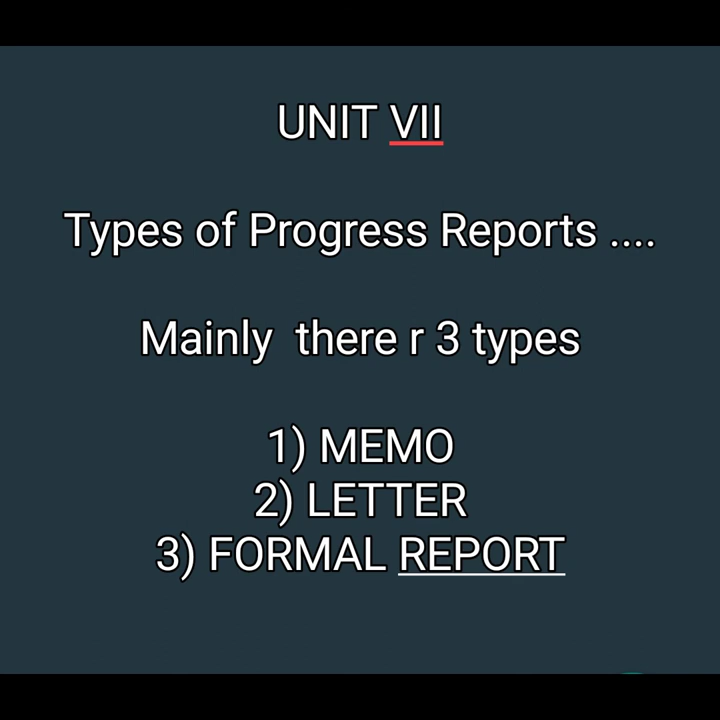 UNIT VII
Types of Progress Reports ....
Mainly  there r 3 types
1) MEMO
2) LETTER
3) FORMAL REPORT